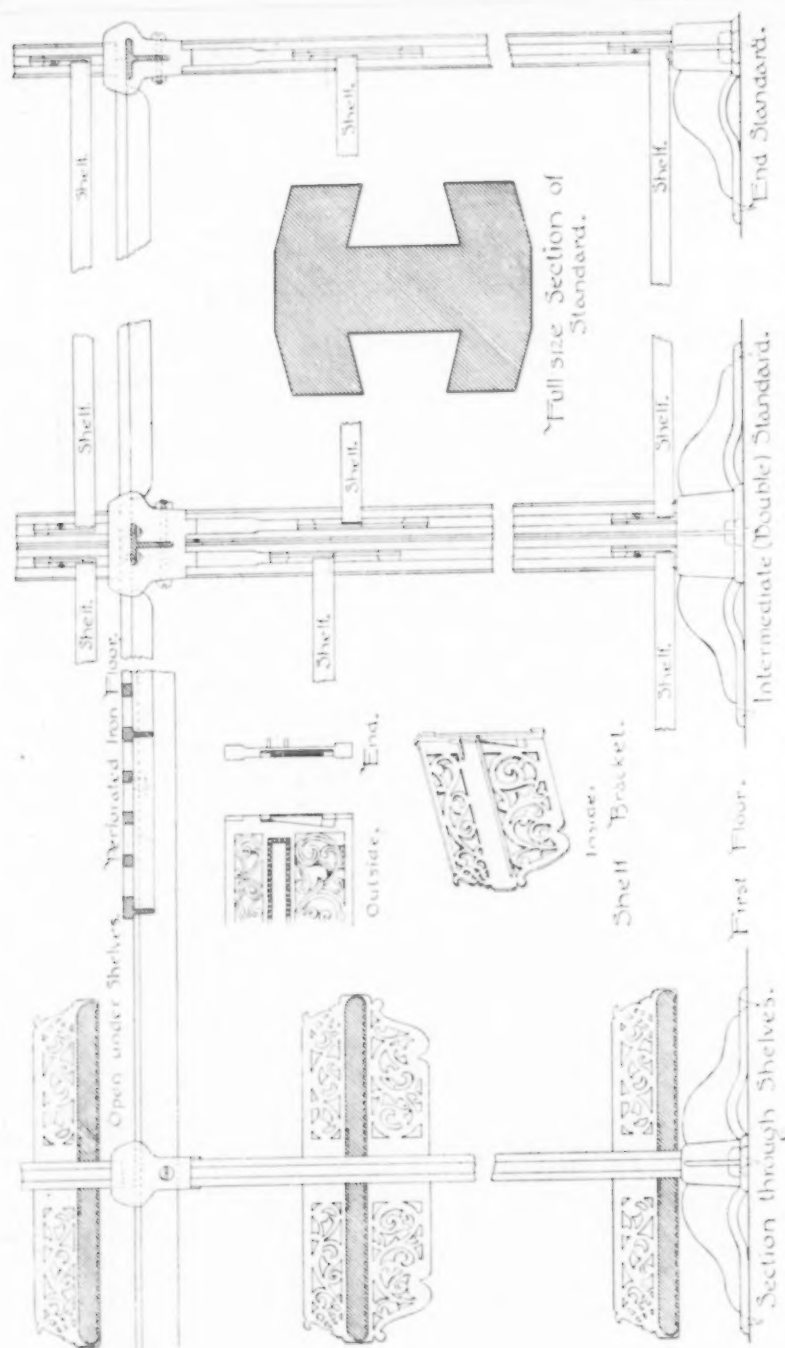 Shelf.
Shelf.
Shelf.
Shelf.
Open under Shelves.
Perforated Iron Floor.
Shelf.
Shelf.
Shelf.
Outside.
End.
Full size Section of
Standard.
Inside.
Shelf Bracket.
Shelf.
Shelf.
Shelf.
First Floor.
Section through Shelves.
Intermediate (Double) Standard.
End Standard.